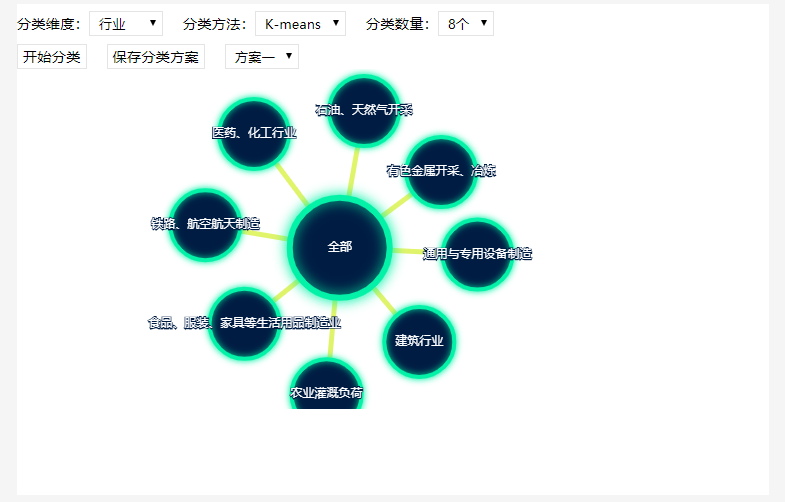 分类维度： 行业 分类方法： K-means 分类数量： 8个
开始分类 保存分类方案 方案一
石油、天然气开采
医药、化工行业
有色金属开采、冶炼
铁路、航空航天制造
全部
通用与专用设备制造
食品、服装、家具等生活用品制造业
建筑行业
农业灌溉负荷